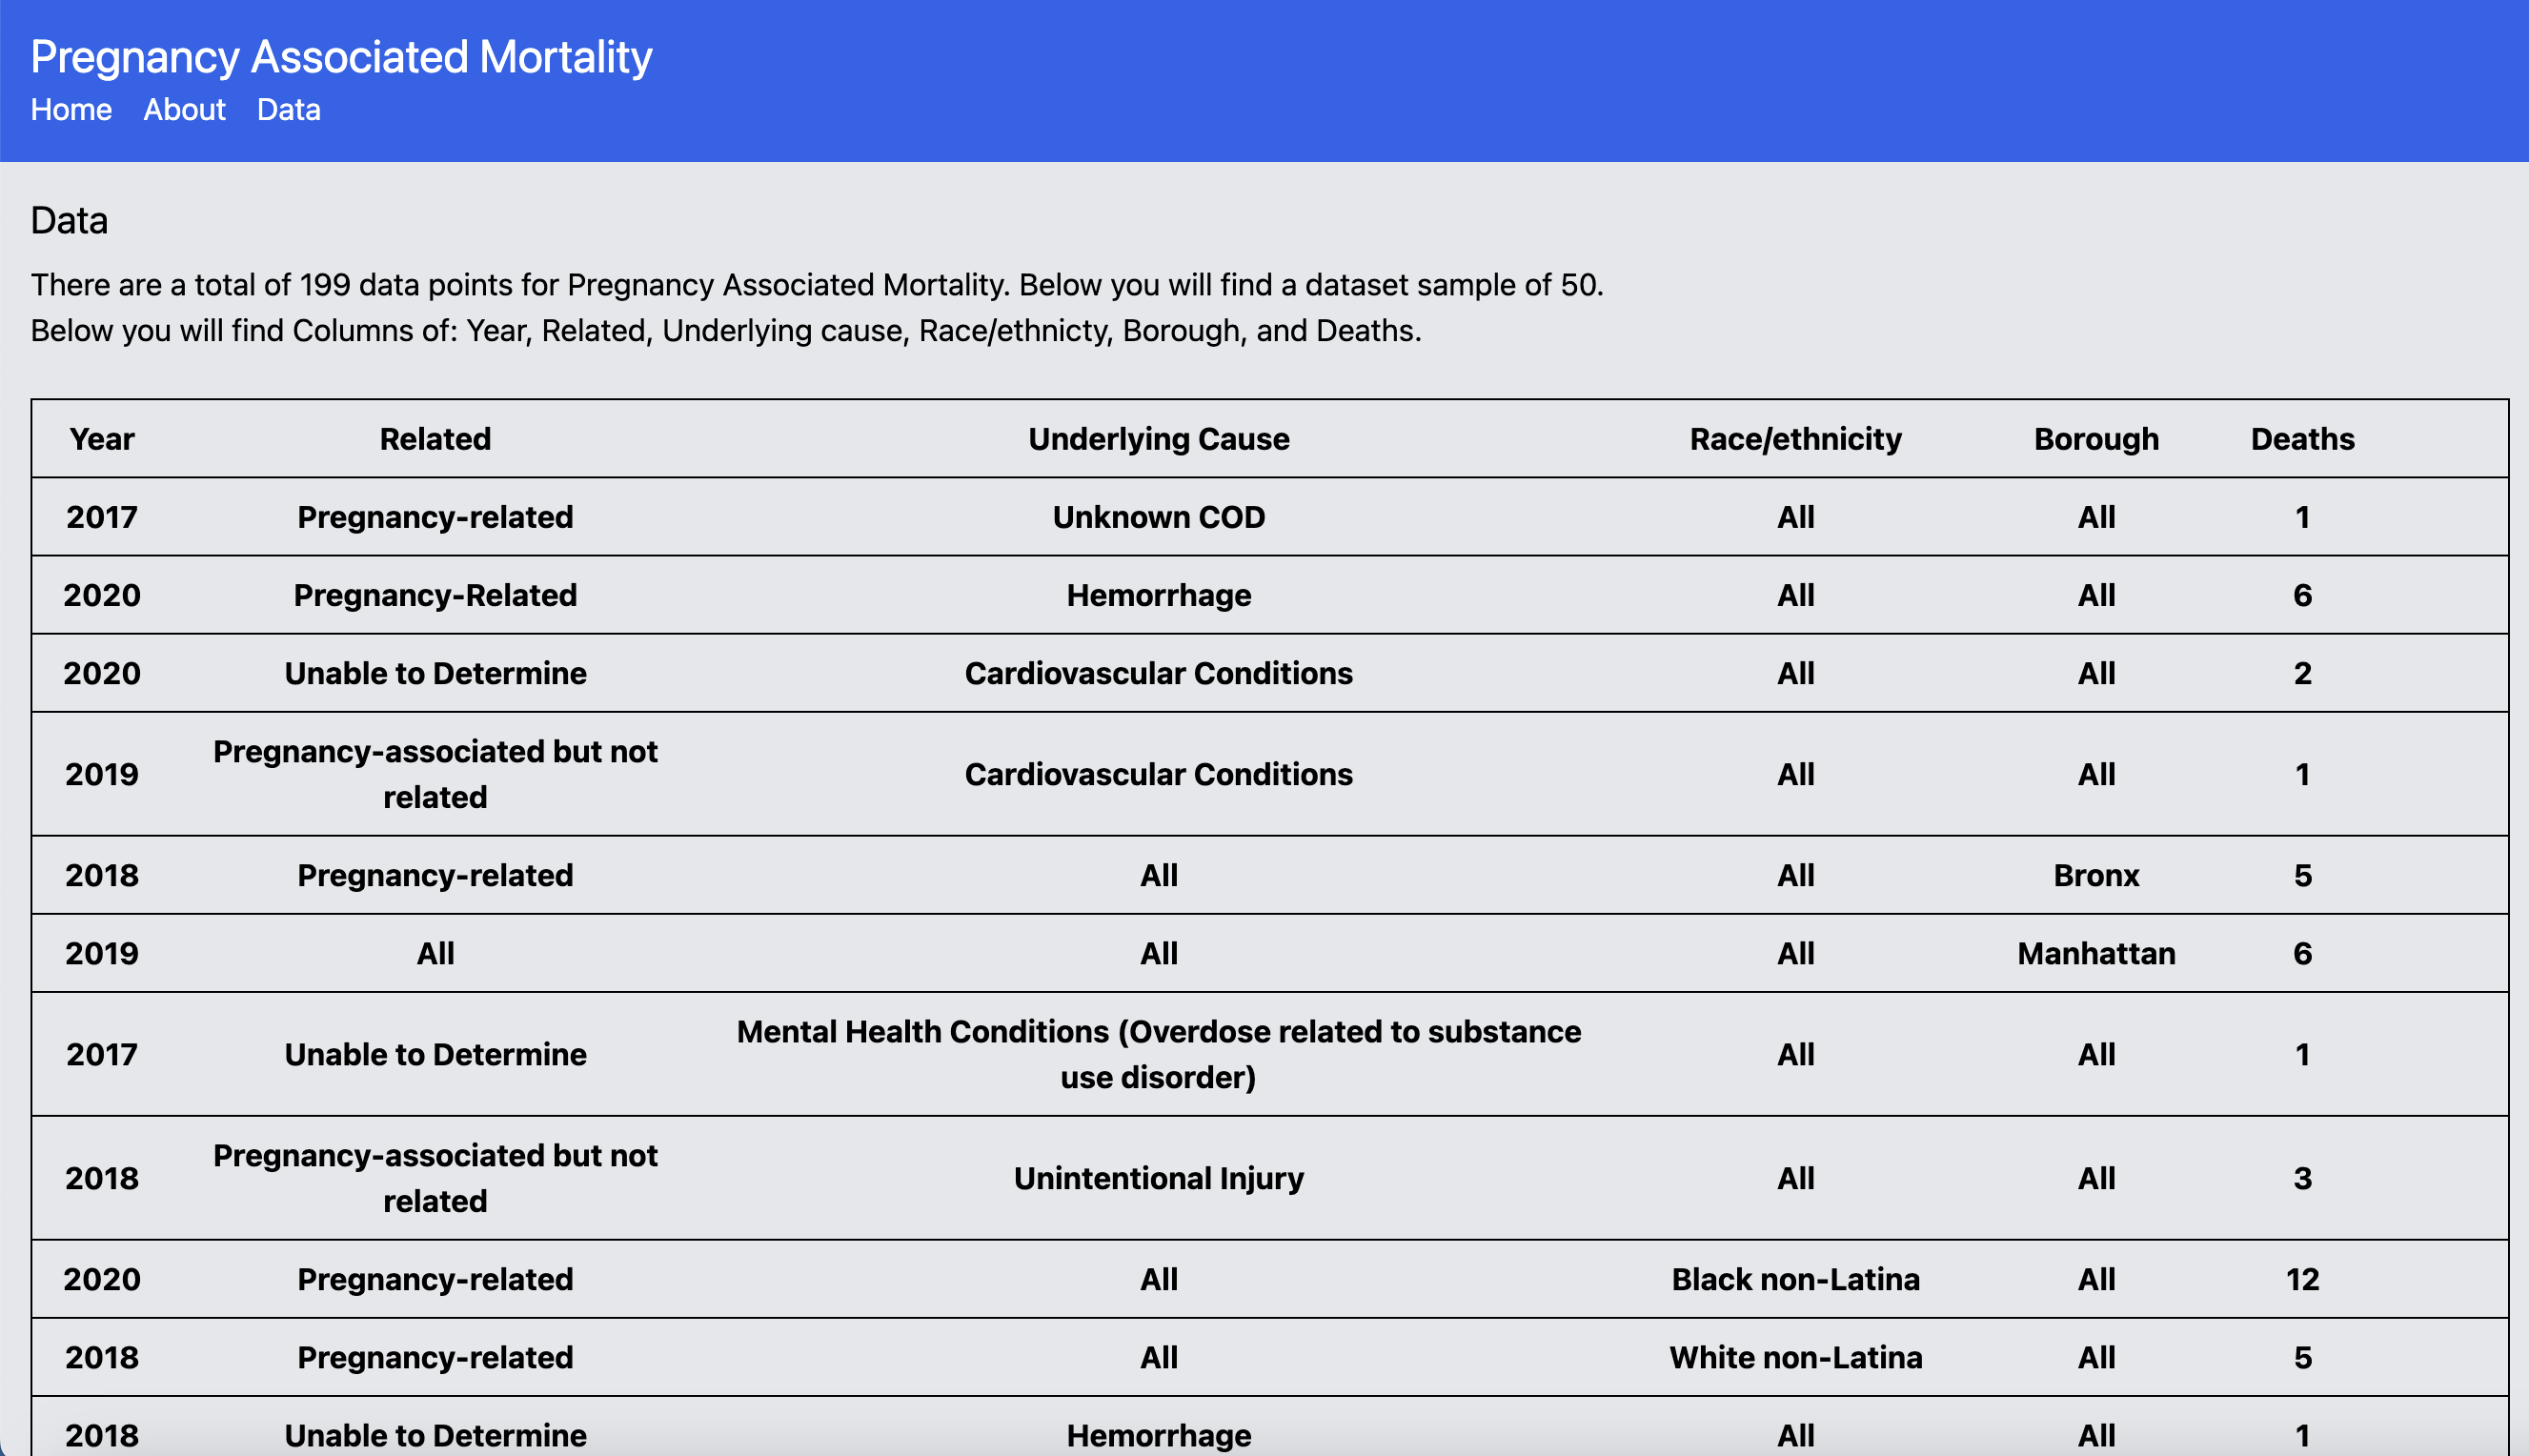 Pregnancy Associated Mortality
Home About Data
Data
There are a total of 199 data points for Pregnancy Associated Mortality. Below you will find a dataset sample of 50.
Below you will find Columns of: Year, Related, Underlying cause, Race/ethnicty, Borough, and Deaths.
Year Related Underlying Cause Race/ethnicity Borough Deaths
2017 Pregnancy-related Unknown COD All All 1
2020 Pregnancy-Related Hemorrhage All All 6
2020 Unable to Determine Cardiovascular Conditions All All 2
2019 Pregnancy-associated but not related Cardiovascular Conditions All All 1
2018 Pregnancy-related All All Bronx 5
2019 All All All Manhattan 6
2017 Unable to Determine Mental Health Conditions (Overdose related to substance use disorder) All All 1
2018 Pregnancy-associated but not related Unintentional Injury All All 3
2020 Pregnancy-related All Black non-Latina All 12
2018 Pregnancy-related All White non-Latina All 5
2018 Unable to Determine Hemorrhage All All 1